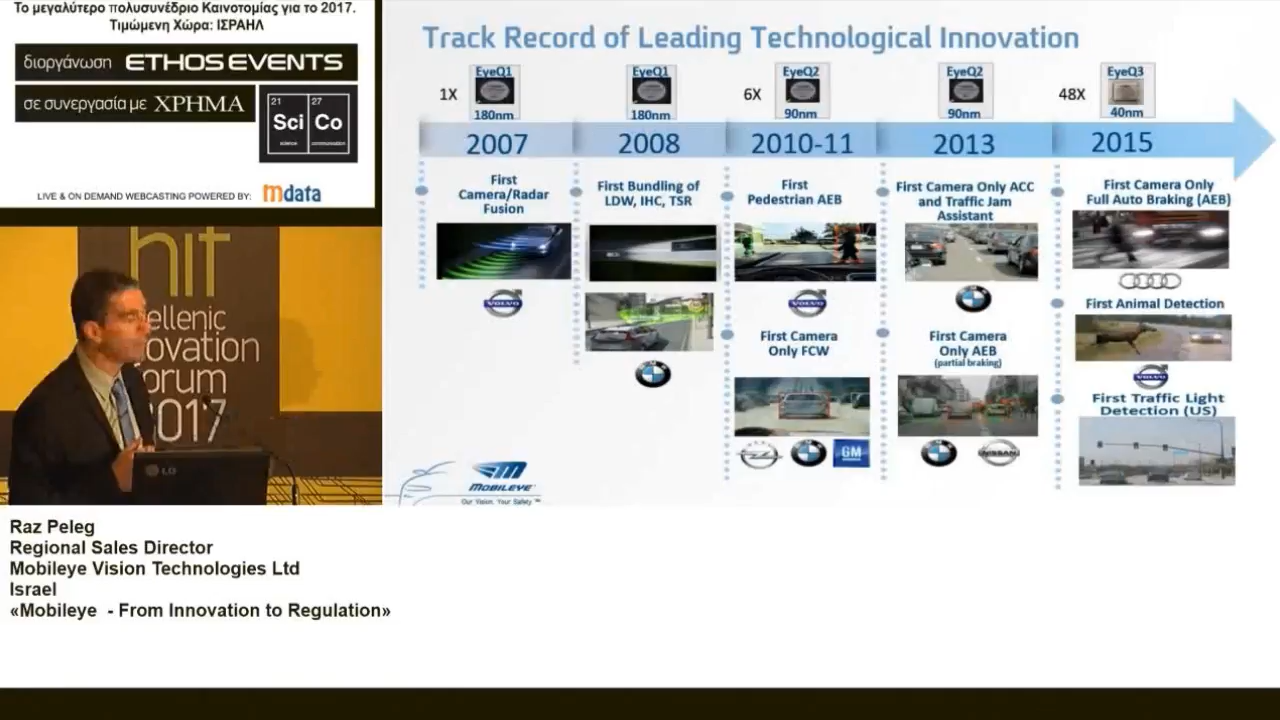 Το μεγαλύτερο πολυσυνέδριο Καινοτομίας για το 2017.
Τιμώμενη Χώρα: ΙΣΡΑΗΛ
διοργάνωση ETHOS EVENTS
σε συνεργασία με ΧΡΗΜΑ
21 27
Sci Co
science communication
LIVE & ON DEMAND WEBCASTING POWERED BY: mdata
hit
ellenic
ovation
orum
2017
LG
Raz Peleg
Regional Sales Director
Mobileye Vision Technologies Ltd
Israel
«Mobileye - From Innovation to Regulation»
Track Record of Leading Technological Innovation
1X EyeQ1 180nm
EyeQ1 180nm
6X EyeQ2 90nm
EyeQ2 90nm
48X EyeQ3 40nm
2007 2008 2010-11 2013 2015
First
Camera/Radar
Fusion
VOLVO
First Bundling of
LDW, IHC, TSR
First
Pedestrian AEB
VOLVO
First Camera
Only FCW
GM
First Camera Only ACC
and Traffic Jam
Assistant
First Camera
Only AEB
(partial braking)
NISSAN
First Camera Only
Full Auto Braking (AEB)
First Animal Detection
VOLVO
First Traffic Light
Detection (US)
MOBILEYE
Our Vision. Your Safety™